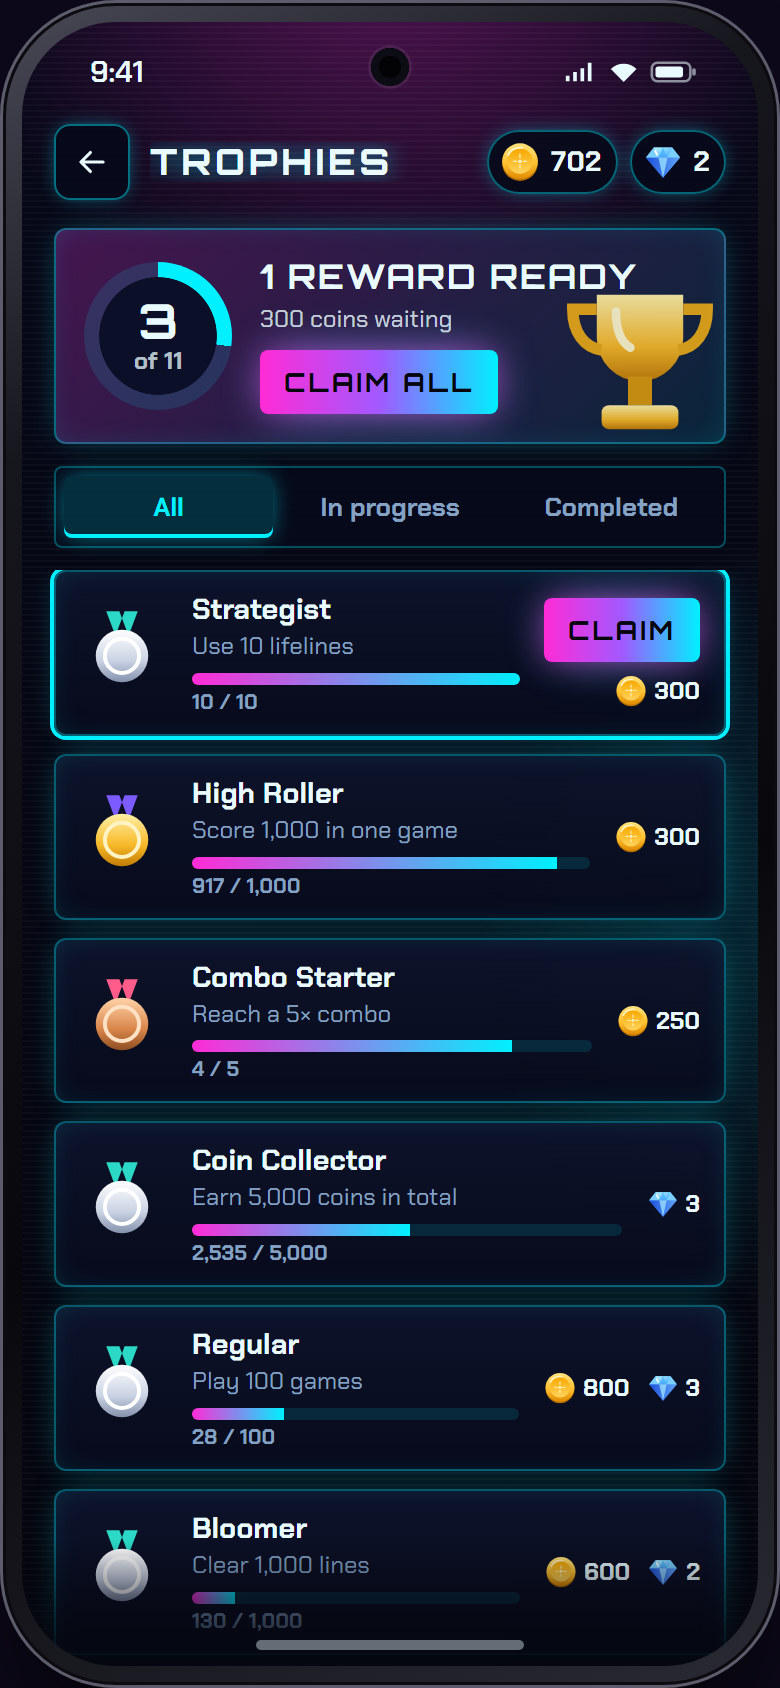 9:41
TROPHIES
702
2
3
of 11
1 REWARD READY
300 coins waiting
CLAIM ALL
All
In progress
Completed
Strategist
Use 10 lifelines
10 / 10
CLAIM
300
High Roller
Score 1,000 in one game
917 / 1,000
300
Combo Starter
Reach a 5× combo
4 / 5
250
Coin Collector
Earn 5,000 coins in total
2,535 / 5,000
3
Regular
Play 100 games
28 / 100
800
3
Bloomer
Clear 1,000 lines
130 / 1,000
600
2